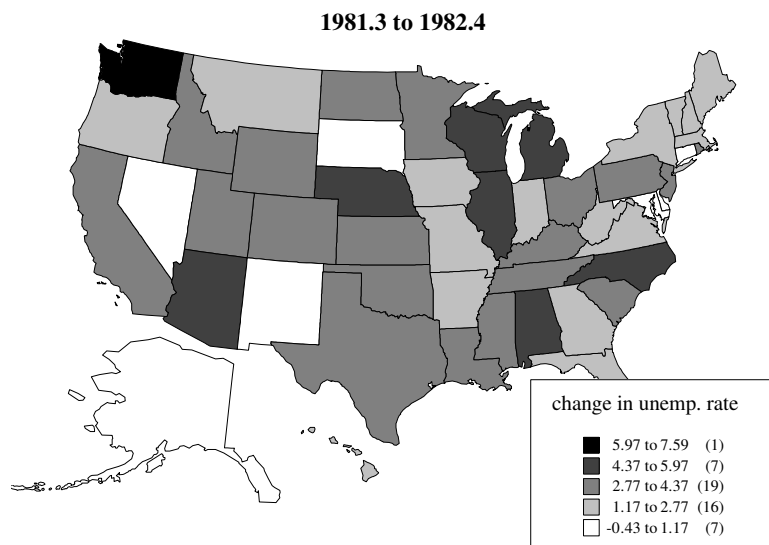 1981.3 to 1982.4
change in unemp. rate
5.97 to 7.59 (1)
4.37 to 5.97 (7)
2.77 to 4.37 (19)
1.17 to 2.77 (16)
-0.43 to 1.17 (7)